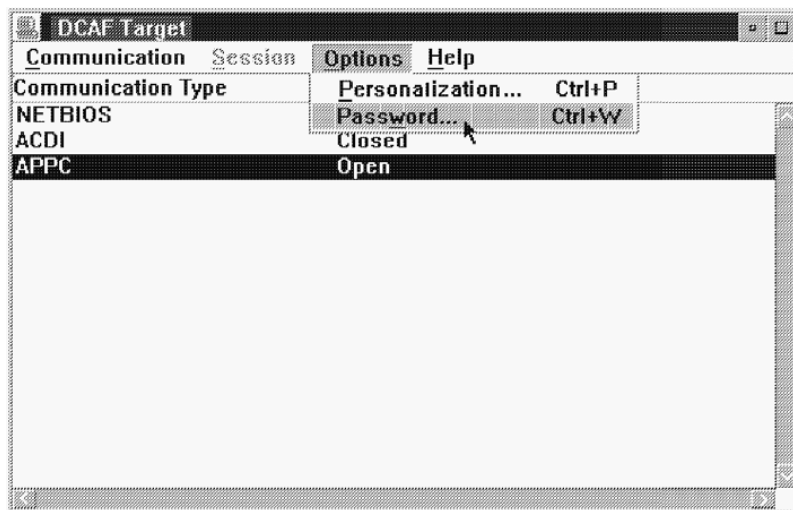 DCAF Target
Communication Session Options Help
Communication Type Personalization... Ctrl+P
NETBIOS Password... Ctrl+W
ACDI Closed
APPC Open